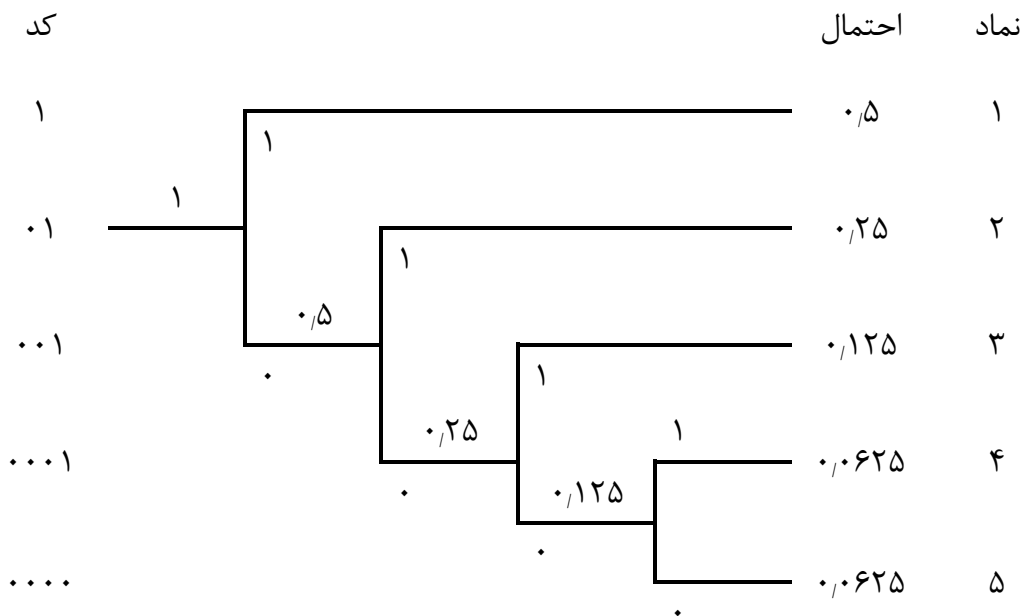 نماد احتمال کد
۱ ۰/۵ ۱ ۱
۲ ۰/۲۵ ۱ ۱ ۰۱
۳ ۰/۱۲۵ ۰/۵ ۱ ۰ ۰۰۱
۴ ۰/۰۶۲۵ ۱ ۰/۲۵ ۰ ۰۰۰۱
۰/۱۲۵ ۰
۵ ۰/۰۶۲۵ ۰ ۰۰۰۰